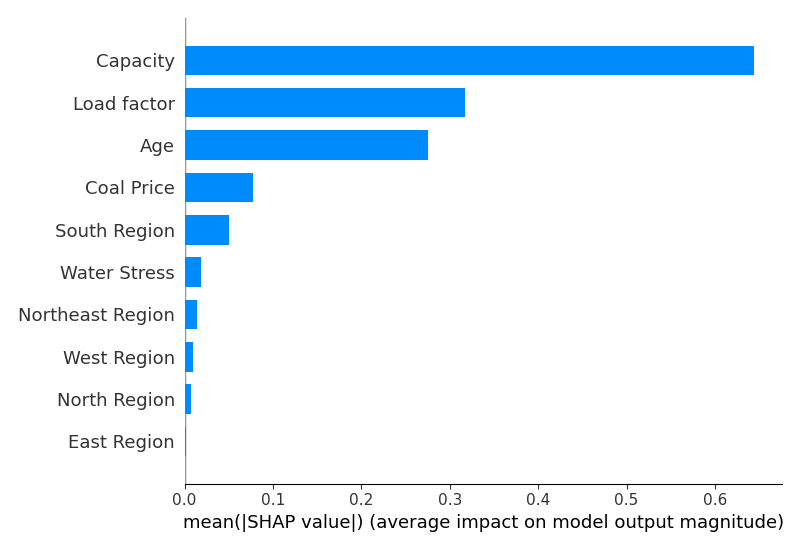 Capacity
Load factor
Age
Coal Price
South Region
Water Stress
Northeast Region
West Region
North Region
East Region
0.0 0.1 0.2 0.3 0.4 0.5 0.6
mean(|SHAP value|) (average impact on model output magnitude)